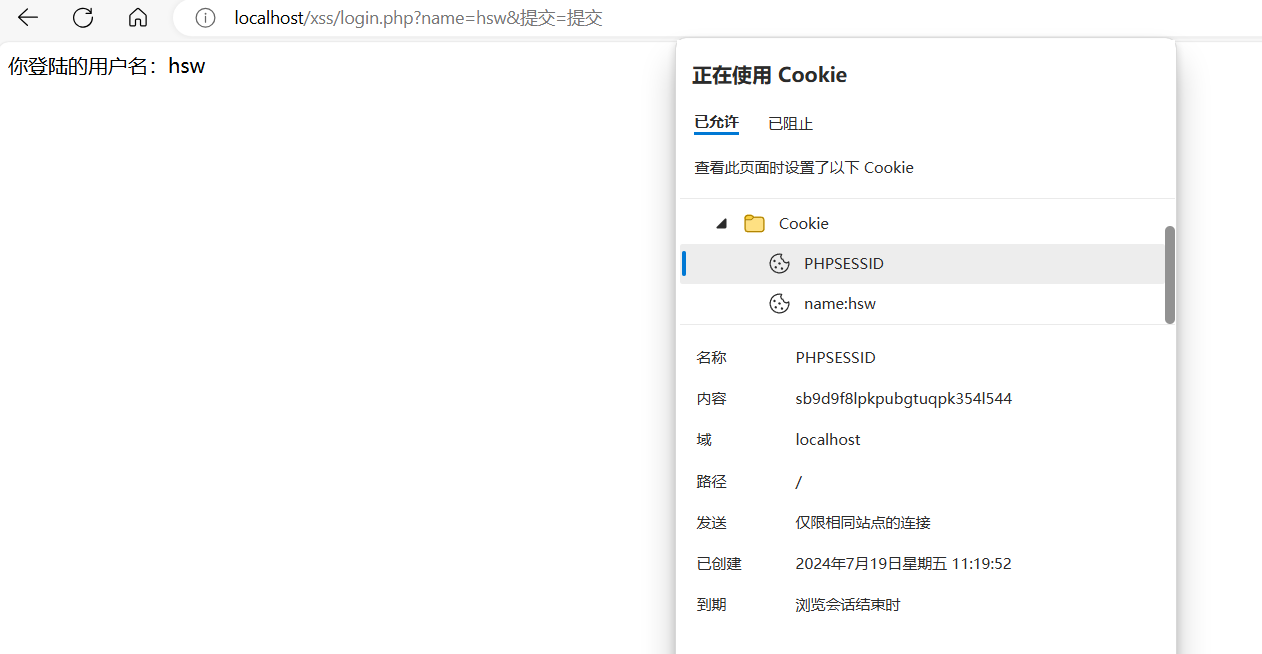 localhost/xss/login.php?name=hsw&提交=提交
你登陆的用户名：hsw
正在使用 Cookie
已允许 已阻止
查看此页面时设置了以下 Cookie
Cookie
PHPSESSID
name:hsw
名称 PHPSESSID
内容 sb9d9f8lpkpubgtuqpk354l544
域 localhost
路径 /
发送 仅限相同站点的连接
已创建 2024年7月19日星期五 11:19:52
到期 浏览会话结束时